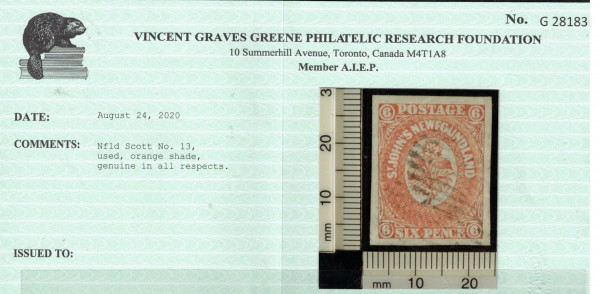 No. G 28183
VINCENT GRAVES GREENE PHILATELIC RESEARCH FOUNDATION
10 Summerhill Avenue, Toronto, Canada M4T1A8
Member A.I.E.P.
DATE: August 24, 2020
COMMENTS: Nfld Scott No. 13,
used, orange shade,
genuine in all respects.
ISSUED TO:
3
20
10
mm
6 POSTAGE 6
ST. JOHN'S NEWFOUNDLAND
6 SIX PENCE 6
mm 10 20